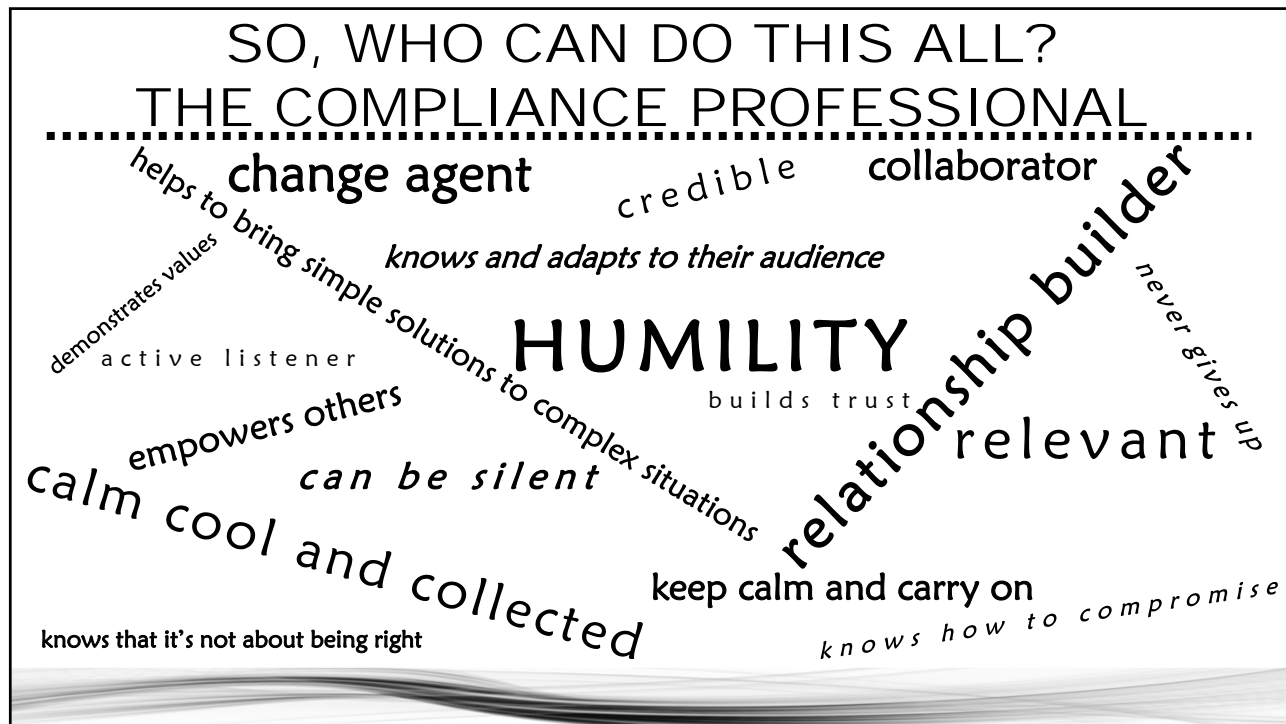 SO, WHO CAN DO THIS ALL?
THE COMPLIANCE PROFESSIONAL
helps to bring simple solutions to complex situations
change agent
credible
collaborator
relationship builder
demonstrates values
knows and adapts to their audience
never gives up
active listener
HUMILITY
builds trust
empowers others
relevant
can be silent
calm cool and collected
keep calm and carry on
knows how to compromise
knows that it's not about being right